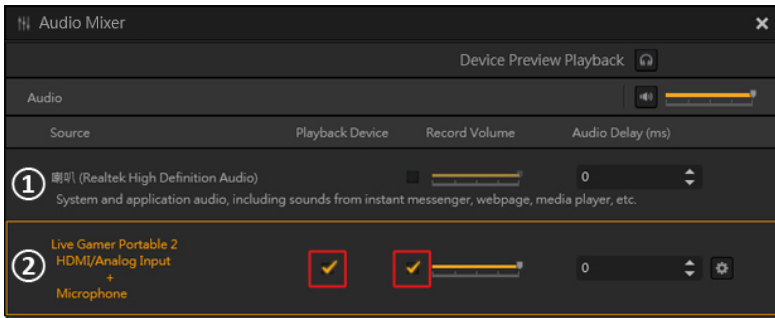 Audio Mixer
Device Preview Playback
Audio
Source Playback Device Record Volume Audio Delay (ms)
1 喇叭 (Realtek High Definition Audio) 0
System and application audio, including sounds from instant messenger, webpage, media player, etc.
Live Gamer Portable 2
2 HDMI/Analog Input 0
+
Microphone